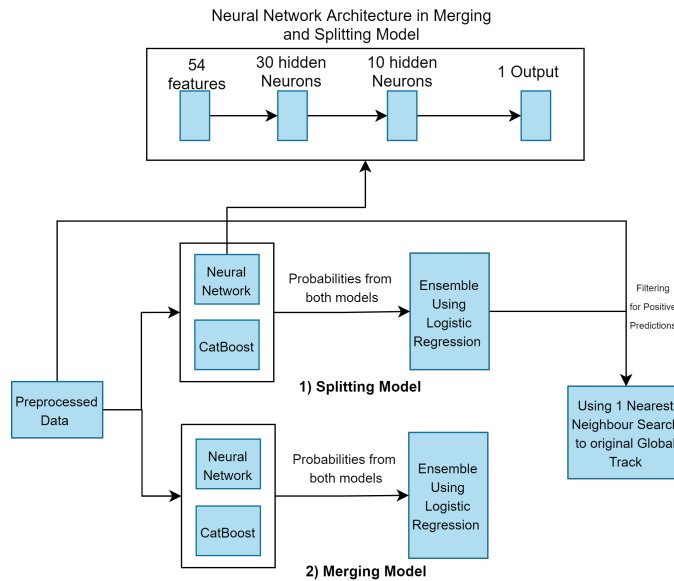 Neural Network Architecture in Merging
and Splitting Model
54
features
30 hidden
Neurons
10 hidden
Neurons
1 Output
Neural
Network
CatBoost
Probabilities from
both models
Ensemble
Using
Logistic
Regression
1) Splitting Model
Filtering
for Positive
Predictions
Preprocessed
Data
Using 1 Nearest
Neighbour Search
to original Global
Track
Neural
Network
CatBoost
Probabilities from
both models
Ensemble
Using
Logistic
Regression
2) Merging Model